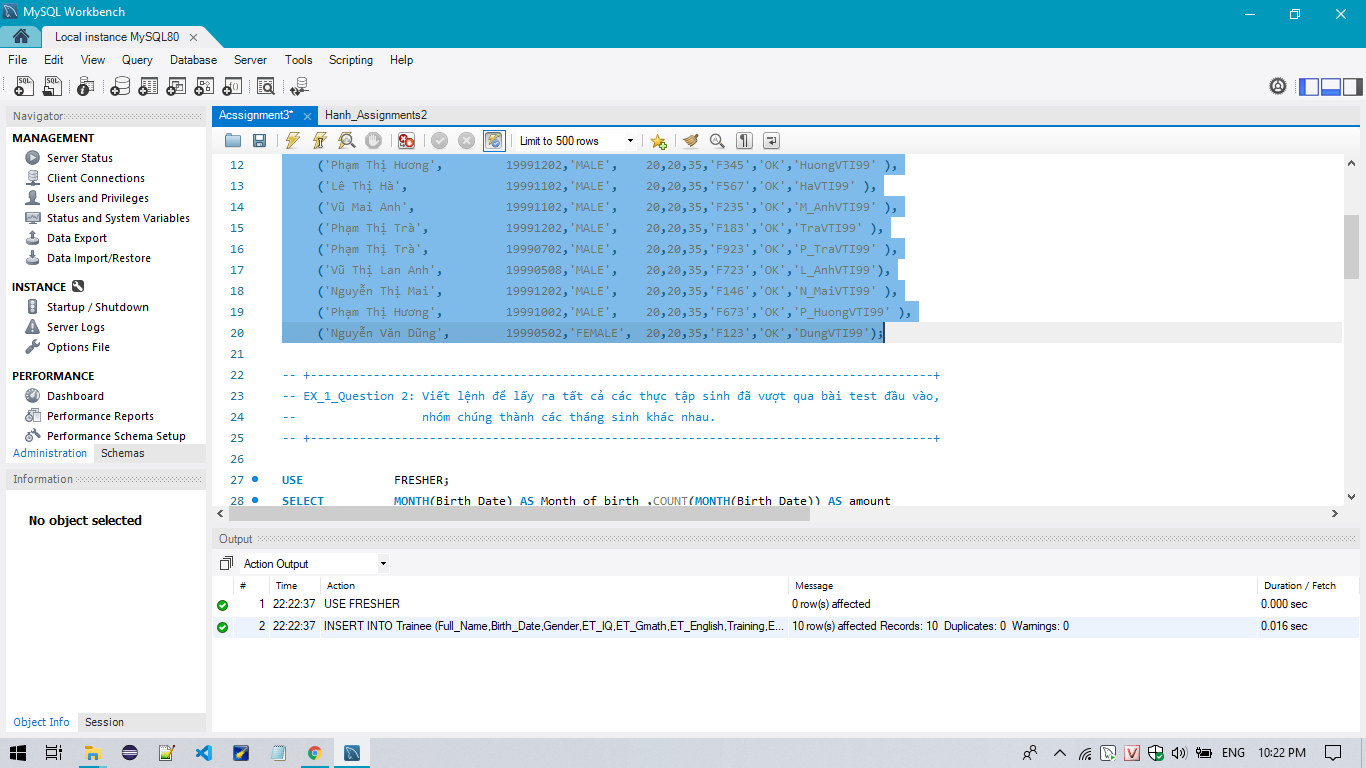 MySQL Workbench
Local instance MySQL80
File Edit View Query Database Server Tools Scripting Help
Navigator
MANAGEMENT
Server Status
Client Connections
Users and Privileges
Status and System Variables
Data Export
Data Import/Restore
INSTANCE
Startup / Shutdown
Server Logs
Options File
PERFORMANCE
Dashboard
Performance Reports
Performance Schema Setup
Administration Schemas
Information
No object selected
Object Info Session
Acssignment3* Hanh_Assignments2
Limit to 500 rows
12 ('Phạm Thị Hương', 19991202,'MALE', 20,20,35,'F345','OK','HuongVTI99' ),
13 ('Lê Thị Hà', 19991102,'MALE', 20,20,35,'F567','OK','HaVTI99' ),
14 ('Vũ Mai Anh', 19991102,'MALE', 20,20,35,'F235','OK','M_AnhVTI99' ),
15 ('Phạm Thị Trà', 19991202,'MALE', 20,20,35,'F183','OK','TraVTI99' ),
16 ('Phạm Thị Trà', 19990702,'MALE', 20,20,35,'F923','OK','P_TraVTI99' ),
17 ('Vũ Thị Lan Anh', 19990508,'MALE', 20,20,35,'F723','OK','L_AnhVTI99'),
18 ('Nguyễn Thị Mai', 19991202,'MALE', 20,20,35,'F146','OK','N_MaiVTI99' ),
19 ('Phạm Thị Hương', 19991002,'MALE', 20,20,35,'F673','OK','P_HuongVTI99' ),
20 ('Nguyễn Văn Dũng', 19990502,'FEMALE', 20,20,35,'F123','OK','DungVTI99');
21
22 -- +----------------------------------------------------------------------------------------+
23 -- EX_1_Question 2: Viết lệnh để lấy ra tất cả các thực tập sinh đã vượt qua bài test đầu vào,
24 -- nhóm chúng thành các tháng sinh khác nhau.
25 -- +----------------------------------------------------------------------------------------+
26
27 USE FRESHER;
28 SELECT MONTH(Birth_Date) AS Month_of_birth ,COUNT(MONTH(Birth_Date)) AS amount
Output
Action Output
# Time Action Message Duration / Fetch
1 22:22:37 USE FRESHER 0 row(s) affected 0.000 sec
2 22:22:37 INSERT INTO Trainee (Full_Name,Birth_Date,Gender,ET_IQ,ET_Gmath,ET_English,Training,E... 10 row(s) affected Records: 10 Duplicates: 0 Warnings: 0 0.016 sec
ENG 10:22 PM